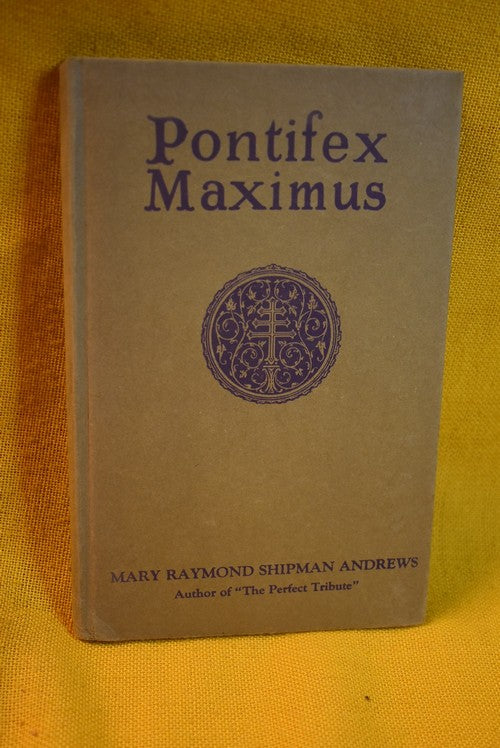 Pontifex
Maximus
MARY RAYMOND SHIPMAN ANDREWS
Author of "The Perfect Tribute"